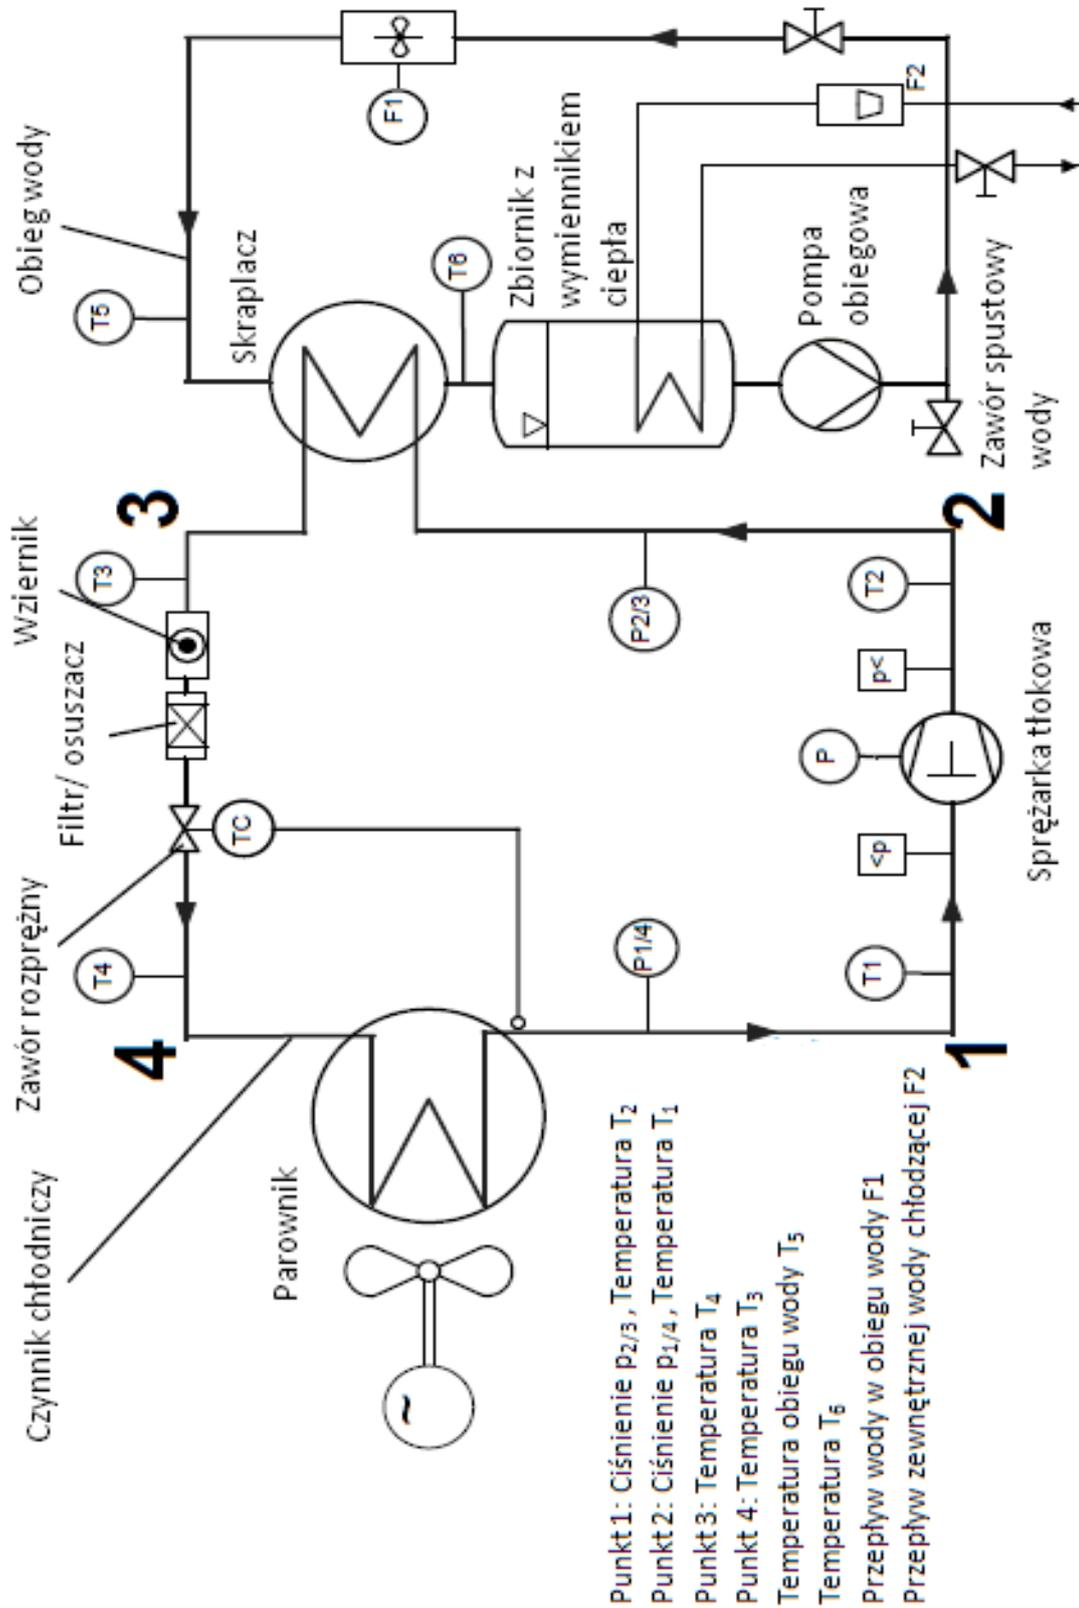 Czynnik chłodniczy
Zawór rozprężny
Filtr/ osuszacz
Wziernik
Obieg wody
T4
T3
T5
4
3
TC
Skraplacz
F1
Parownik
T6
Zbiornik z
wymiennikiem
ciepła
P1/4
P2/3
P
Pompa
obiegowa
F2
<p
p<
T1
T2
1
2
Sprężarka tłokowa
Zawór spustowy
wody
~
Punkt 1: Ciśnienie p2/3 , Temperatura T2
Punkt 2: Ciśnienie p1/4 , Temperatura T1
Punkt 3: Temperatura T4
Punkt 4: Temperatura T3
Temperatura obiegu wody T5
Temperatura T6
Przepływ wody w obiegu wody F1
Przepływ zewnętrznej wody chłodzącej F2